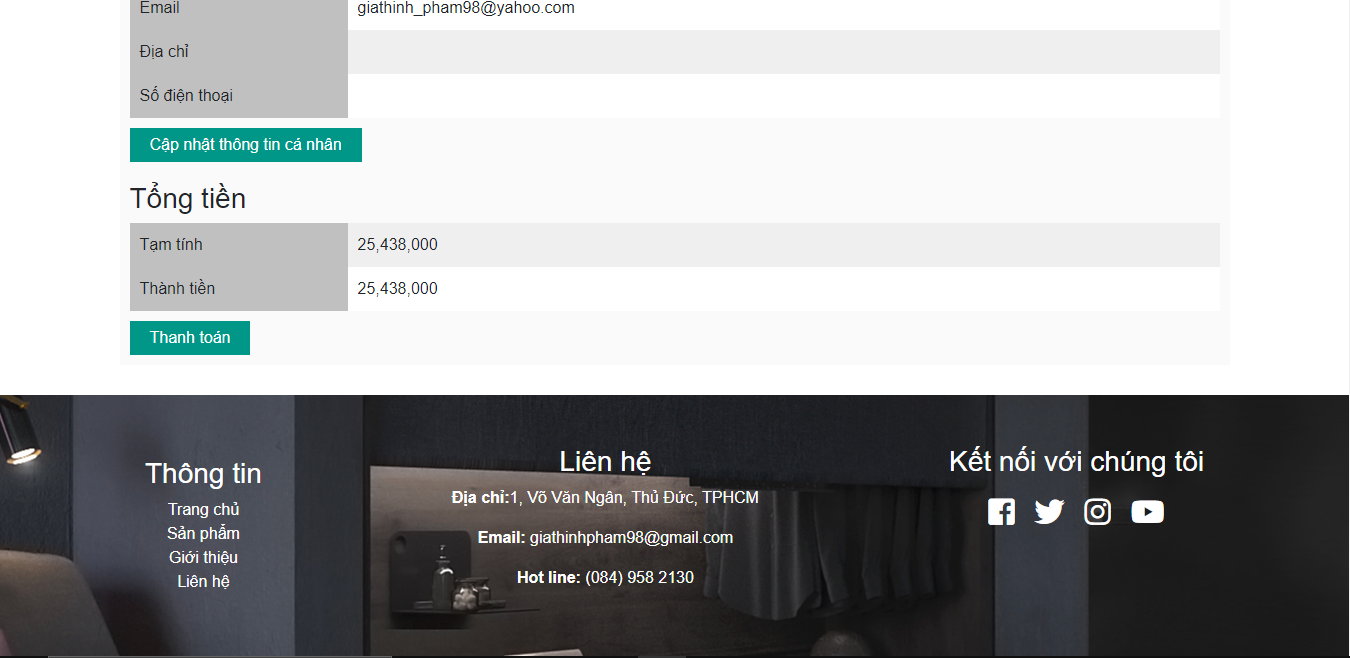 Email giathinh_pham98@yahoo.com
Địa chỉ
Số điện thoại
Cập nhật thông tin cá nhân
Tổng tiền
Tạm tính 25,438,000
Thành tiền 25,438,000
Thanh toán
Thông tin
Trang chủ
Sản phẩm
Giới thiệu
Liên hệ
Liên hệ
Địa chỉ:1, Võ Văn Ngân, Thủ Đức, TPHCM
Email: giathinhpham98@gmail.com
Hot line: (084) 958 2130
Kết nối với chúng tôi